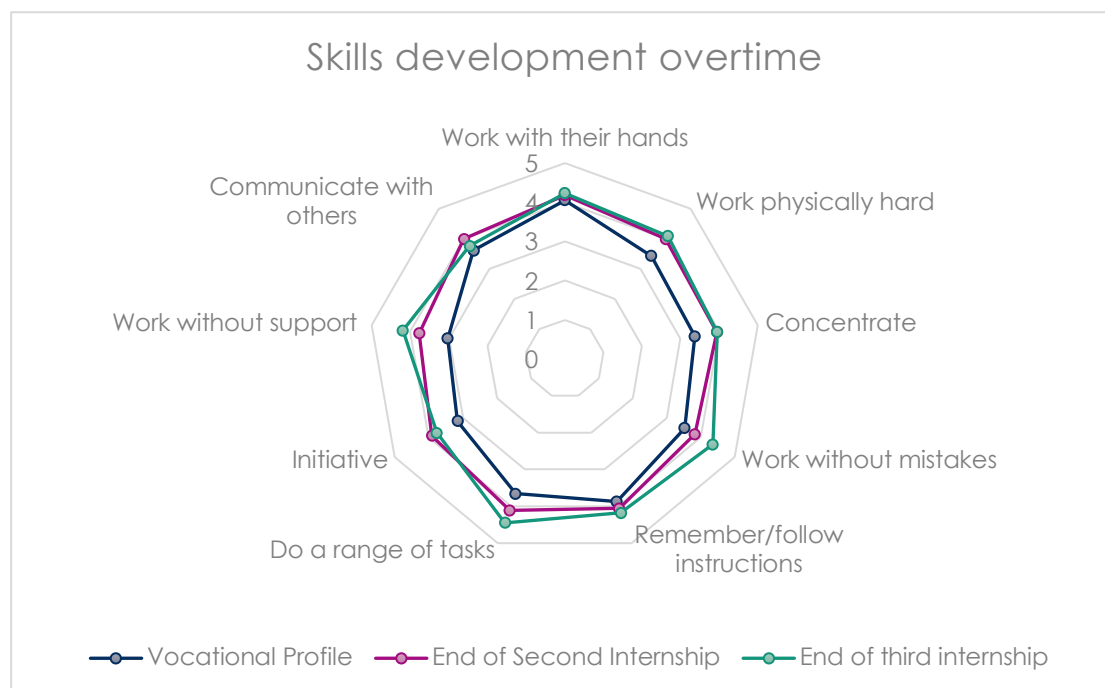 Skills development overtime
Work with their hands
5
4
3
2
1
0
Work physically hard
Concentrate
Work without mistakes
Remember/follow
instructions
Do a range of tasks
Initiative
Work without support
Communicate with
others
Vocational Profile
End of Second Internship
End of third internship